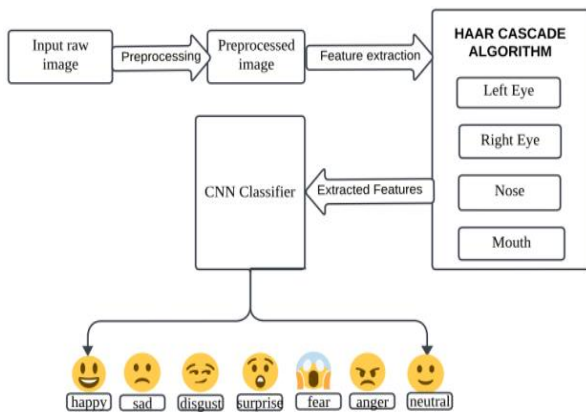 Input raw
image
Preprocessing
Preprocessed
image
Feature extraction
HAAR CASCADE
ALGORITHM
Left Eye
Right Eye
Nose
Mouth
Extracted Features
CNN Classifier
happy
sad
disgust
surprise
fear
anger
neutral